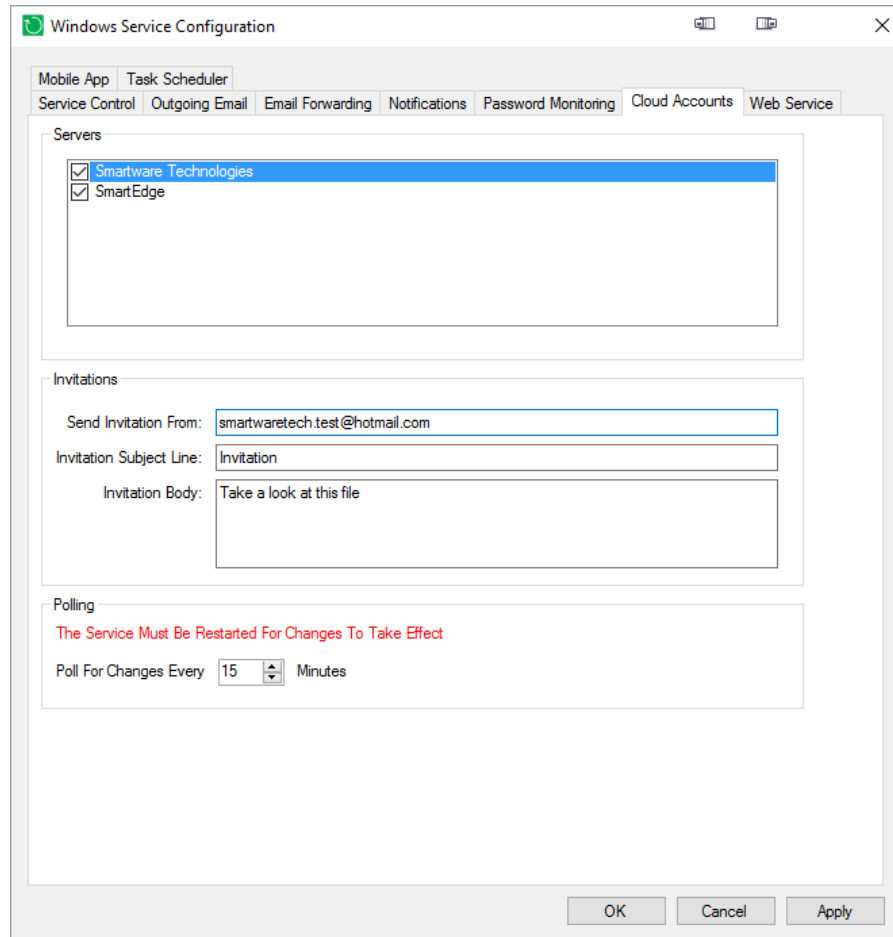 Windows Service Configuration
Mobile App Task Scheduler
Service Control Outgoing Email Email Forwarding Notifications Password Monitoring Cloud Accounts Web Service
Servers
Smartware Technologies
SmartEdge
Invitations
Send Invitation From: smartwaretech.test@hotmail.com
Invitation Subject Line: Invitation
Invitation Body: Take a look at this file
Polling
The Service Must Be Restarted For Changes To Take Effect
Poll For Changes Every 15 Minutes
OK Cancel Apply